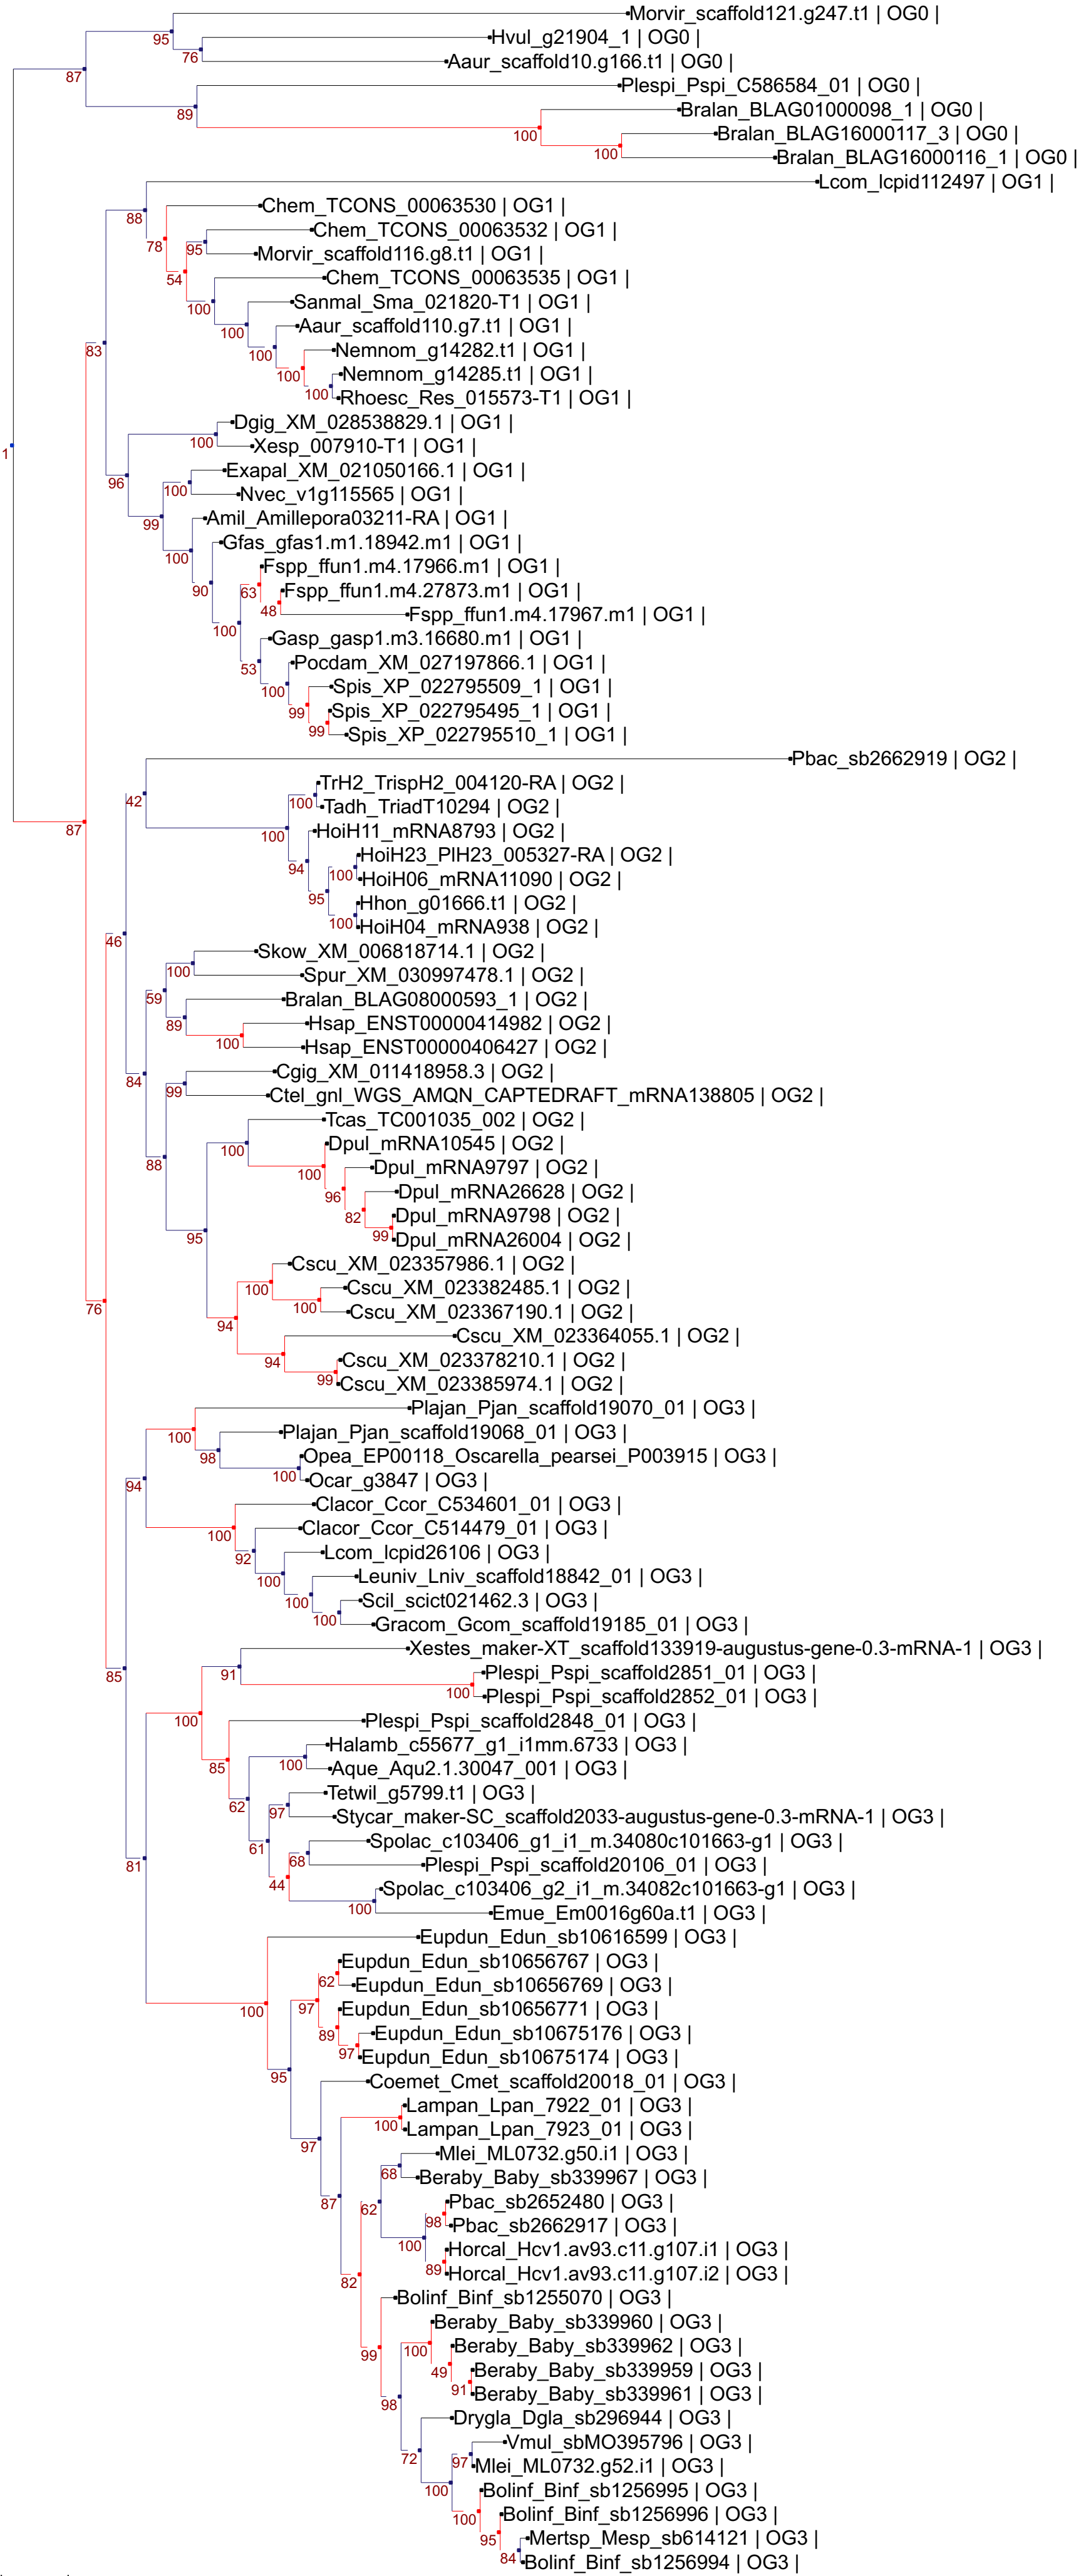 Morvir_scaffold121.g247.t1 | OG0 |
95
Hvul_g21904_1 | OG0 |
76
Aaur_scaffold10.g166.t1 | OG0 |
87
Plespi_Pspi_C586584_01 | OG0 |
89
Bralan_BLAG01000098_1 | OG0 |
100
Bralan_BLAG16000117_3 | OG0 |
100
Bralan_BLAG16000116_1 | OG0 |
Lcom_lcpid112497 | OG1 |
88
Chem_TCONS_00063530 | OG1 |
78
Chem_TCONS_00063532 | OG1 |
95
Morvir_scaffold116.g8.t1 | OG1 |
54
Chem_TCONS_00063535 | OG1 |
100
Sanmal_Sma_021820-T1 | OG1 |
100
Aaur_scaffold110.g7.t1 | OG1 |
100
Nemnom_g14282.t1 | OG1 |
83
100
Nemnom_g14285.t1 | OG1 |
100
Rhoesc_Res_015573-T1 | OG1 |
Dgig_XM_028538829.1 | OG1 |
100
Xesp_007910-T1 | OG1 |
1
Exapal_XM_021050166.1 | OG1 |
96
100
Nvec_v1g115565 | OG1 |
99
Amil_Amillepora03211-RA | OG1 |
100
Gfas_gfas1.m1.18942.m1 | OG1 |
Fspp_ffun1.m4.17966.m1 | OG1 |
90
63
Fspp_ffun1.m4.27873.m1 | OG1 |
48
Fspp_ffun1.m4.17967.m1 | OG1 |
100
Gasp_gasp1.m3.16680.m1 | OG1 |
53
Pocdam_XM_027197866.1 | OG1 |
100
Spis_XP_022795509_1 | OG1 |
99
Spis_XP_022795495_1 | OG1 |
99
Spis_XP_022795510_1 | OG1 |
Pbac_sb2662919 | OG2 |
42
TrH2_TrispH2_004120-RA | OG2 |
100
Tadh_TriadT10294 | OG2 |
87
100
HoiH11_mRNA8793 | OG2 |
94
HoiH23_PlH23_005327-RA | OG2 |
100
HoiH06_mRNA11090 | OG2 |
95
Hhon_g01666.t1 | OG2 |
100
HoiH04_mRNA938 | OG2 |
46
Skow_XM_006818714.1 | OG2 |
100
Spur_XM_030997478.1 | OG2 |
59
Bralan_BLAG08000593_1 | OG2 |
89
Hsap_ENST00000414982 | OG2 |
100
Hsap_ENST00000406427 | OG2 |
84
Cgig_XM_011418958.3 | OG2 |
99
Ctel_gnl_WGS_AMQN_CAPTEDRAFT_mRNA138805 | OG2 |
Tcas_TC001035_002 | OG2 |
100
Dpul_mRNA10545 | OG2 |
88
100
Dpul_mRNA9797 | OG2 |
96
Dpul_mRNA26628 | OG2 |
82
Dpul_mRNA9798 | OG2 |
95
99
Dpul_mRNA26004 | OG2 |
Cscu_XM_023357986.1 | OG2 |
100
Cscu_XM_023382485.1 | OG2 |
76
100
Cscu_XM_023367190.1 | OG2 |
94
Cscu_XM_023364055.1 | OG2 |
94
Cscu_XM_023378210.1 | OG2 |
99
Cscu_XM_023385974.1 | OG2 |
Plajan_Pjan_scaffold19070_01 | OG3 |
100
Plajan_Pjan_scaffold19068_01 | OG3 |
98
Opea_EP00118_Oscarella_pearsei_P003915 | OG3 |
100
Ocar_g3847 | OG3 |
94
Clacor_Ccor_C534601_01 | OG3 |
100
Clacor_Ccor_C514479_01 | OG3 |
92
Lcom_lcpid26106 | OG3 |
100
Leuniv_Lniv_scaffold18842_01 | OG3 |
100
Scil_scict021462.3 | OG3 |
100
Gracom_Gcom_scaffold19185_01 | OG3 |
Xestes_maker-XT_scaffold133919-augustus-gene-0.3-mRNA-1 | OG3 |
85
91
Plespi_Pspi_scaffold2851_01 | OG3 |
100
Plespi_Pspi_scaffold2852_01 | OG3 |
100
Plespi_Pspi_scaffold2848_01 | OG3 |
Halamb_c55677_g1_i1mm.6733 | OG3 |
100
85
Aque_Aqu2.1.30047_001 | OG3 |
Tetwil_g5799.t1 | OG3 |
62
97
Stycar_maker-SC_scaffold2033-augustus-gene-0.3-mRNA-1 | OG3 |
61
Spolac_c103406_g1_i1_m.34080c101663-g1 | OG3 |
81
68
Plespi_Pspi_scaffold20106_01 | OG3 |
44
Spolac_c103406_g2_i1_m.34082c101663-g1 | OG3 |
100
Emue_Em0016g60a.t1 | OG3 |
Eupdun_Edun_sb10616599 | OG3 |
Eupdun_Edun_sb10656767 | OG3 |
62
Eupdun_Edun_sb10656769 | OG3 |
100
97
Eupdun_Edun_sb10656771 | OG3 |
89
Eupdun_Edun_sb10675176 | OG3 |
97
Eupdun_Edun_sb10675174 | OG3 |
95
Coemet_Cmet_scaffold20018_01 | OG3 |
Lampan_Lpan_7922_01 | OG3 |
100
Lampan_Lpan_7923_01 | OG3 |
97
Mlei_ML0732.g50.i1 | OG3 |
68
Beraby_Baby_sb339967 | OG3 |
87
62
Pbac_sb2652480 | OG3 |
98
Pbac_sb2662917 | OG3 |
100
Horcal_Hcv1.av93.c11.g107.i1 | OG3 |
89
Horcal_Hcv1.av93.c11.g107.i2 | OG3 |
82
Bolinf_Binf_sb1255070 | OG3 |
Beraby_Baby_sb339960 | OG3 |
99
100
Beraby_Baby_sb339962 | OG3 |
49
Beraby_Baby_sb339959 | OG3 |
91
Beraby_Baby_sb339961 | OG3 |
98
Drygla_Dgla_sb296944 | OG3 |
72
Vmul_sbMO395796 | OG3 |
97
Mlei_ML0732.g52.i1 | OG3 |
100
Bolinf_Binf_sb1256995 | OG3 |
100
Bolinf_Binf_sb1256996 | OG3 |
95
Mertsp_Mesp_sb614121 | OG3 |
84
Bolinf_Binf_sb1256994 | OG3 |